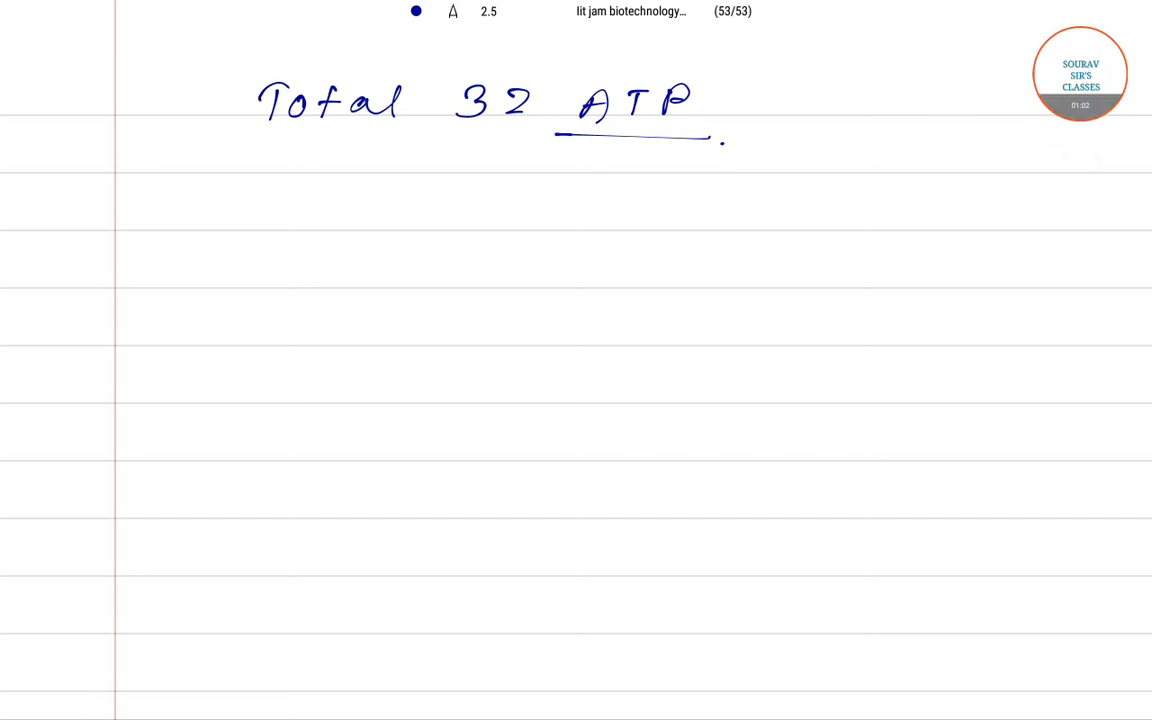 2.5 Iit jam biotechnology... (53/53)
SOURAV
SIR'S
CLASSES
01:02
Total 32 ATP.